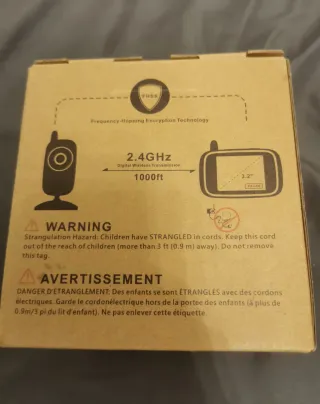 FHSS
Frequency-Hopping Encryption Technology
2.4GHz
Digital Wireless Transmission
1000ft
3.2"
WARNING
Strangulation Hazard: Children have STRANGLED in cords. Keep this cord
out of the reach of children (more than 3 ft (0.9 m) away). Do not remove
this tag.
AVERTISSEMENT
DANGER D'ETRANGLEMENT: Des enfants se sont ÉTRANGLES avec des cordons
électriques. Garde le cordonélectrique hors de la portée des enfants (à plus de
0.9m/3 pi du lit d'enfant). Ne pas enlever cette étiquette.